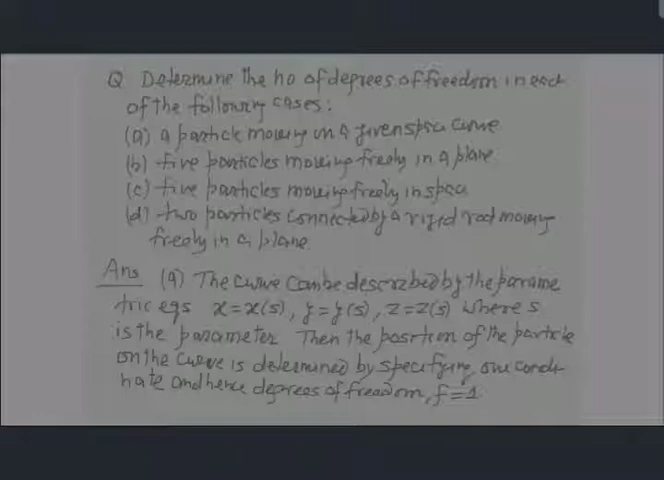 Q Determine the no of degrees of freedom in each
of the following cases:
(a) a particle moving on a given space curve
(b) five particles moving freely in a plane
(c) five particles moving freely in space
(d) two particles connected by a rigid rod moving
freely in a plane.
Ans (a) The curve can be described by the parame
tric eqs x=x(s), y=y(s), z=z(s) where s
is the parameter. Then the position of the particle
on the curve is determined by specifying one coordi
nate and hence degrees of freedom, f=1